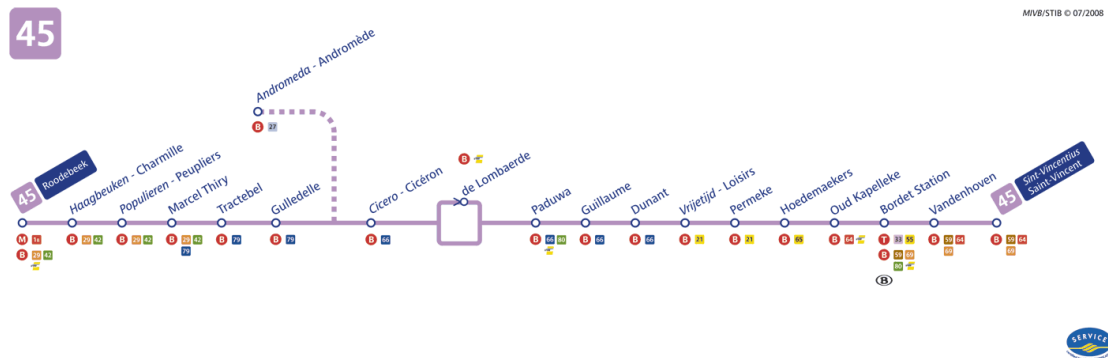 45
MIVB/STIB © 07/2008
Andromeda - Andromède
B 27
45
Roodebeek
Haagbeuken - Charmille
Populieren - Peupliers
Marcel Thiry
Tractebel
Gulledelle
Cicero - Cicéron
B
de Lombaerde
Paduwa
Guillaume
Dunant
Vrijetijd - Loisirs
Permeke
Hoedemaekers
Oud Kapelleke
Bordet Station
Vandenhoven
45
Sint-Vincentius
Saint-Vincent
M
B 29 42
B 29 42
B 29 42
B 29 42
79
B 79
B 79
B 66
B 66 80
B 66
B 66
B 21
B 21
B 65
B 64
T 33 55
B 59 69
80
B
B 59 64
69
B 59 64
69
SERVICE